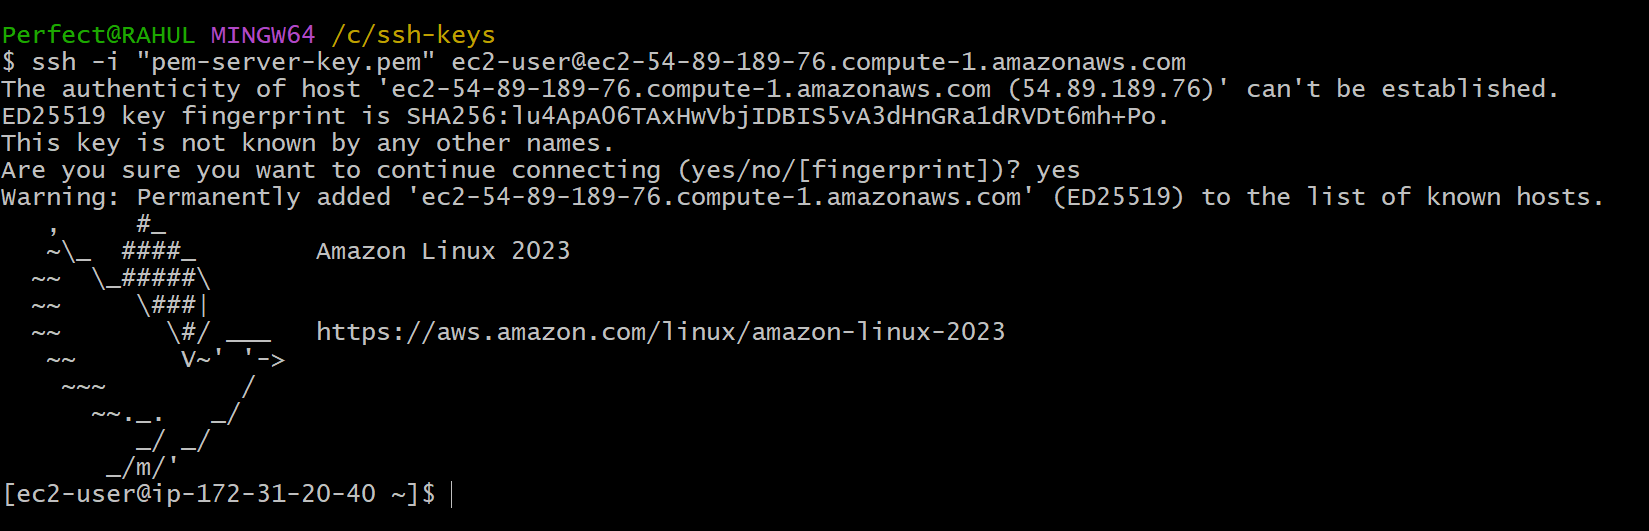 Perfect@RAHUL MINGW64 /c/ssh-keys
$ ssh -i "pem-server-key.pem" ec2-user@ec2-54-89-189-76.compute-1.amazonaws.com
The authenticity of host 'ec2-54-89-189-76.compute-1.amazonaws.com (54.89.189.76)' can't be established.
ED25519 key fingerprint is SHA256:lu4ApAO6TAxHwVbjIDBIS5vA3dHnGRa1dRVDt6mh+Po.
This key is not known by any other names.
Are you sure you want to continue connecting (yes/no/[fingerprint])? yes
Warning: Permanently added 'ec2-54-89-189-76.compute-1.amazonaws.com' (ED25519) to the list of known hosts.
   ,     #_
   ~\_  ####_        Amazon Linux 2023
  ~~  \_#####\
  ~~     \###|
  ~~       \#/ ___   https://aws.amazon.com/linux/amazon-linux-2023
   ~~       V~' '->
    ~~~         /
      ~~._.   _/
         _/ _/
       _/m/'
[ec2-user@ip-172-31-20-40 ~]$